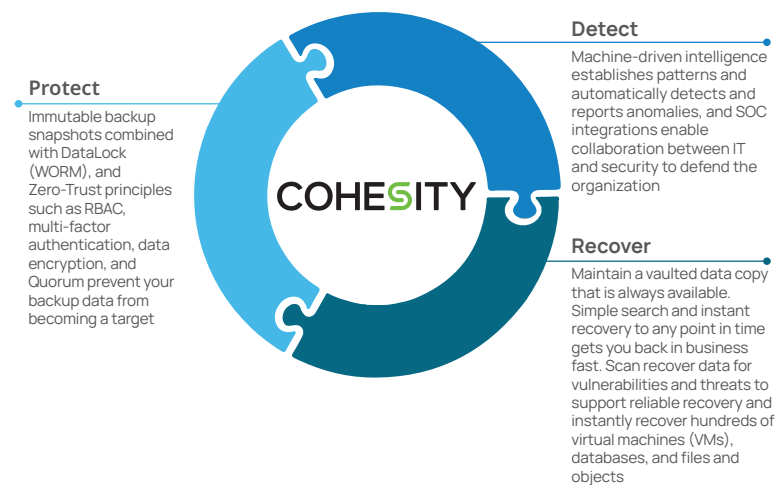 Protect
Immutable backup
snapshots combined
with DataLock
(WORM), and
Zero-Trust principles
such as RBAC,
multi-factor
authentication, data
encryption, and
Quorum prevent your
backup data from
becoming a target
COHESITY
Detect
Machine-driven intelligence
establishes patterns and
automatically detects and
reports anomalies, and SOC
integrations enable
collaboration between IT
and security to defend the
organization
Recover
Maintain a vaulted data copy
that is always available.
Simple search and instant
recovery to any point in time
gets you back in business
fast. Scan recover data for
vulnerabilities and threats to
support reliable recovery and
instantly recover hundreds of
virtual machines (VMs),
databases, and files and
objects